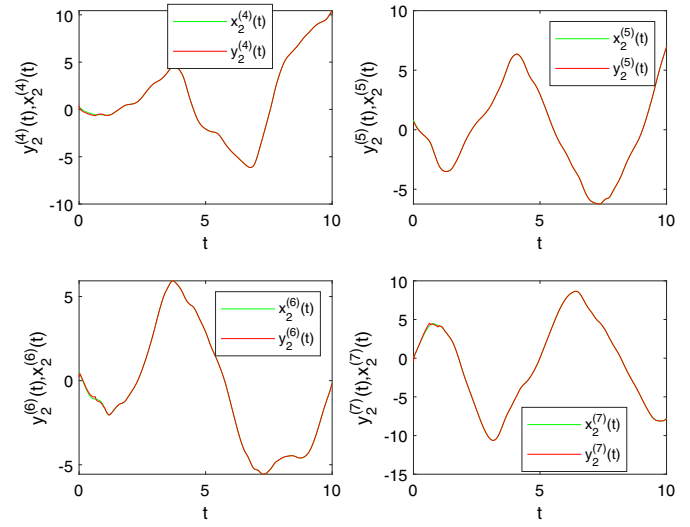 x₂⁽⁴⁾(t)
y₂⁽⁴⁾(t)
y₂⁽⁴⁾(t),x₂⁽⁴⁾(t)
10
5
0
-5
-10
0 5 10
t
x₂⁽⁵⁾(t)
y₂⁽⁵⁾(t)
y₂⁽⁵⁾(t),x₂⁽⁵⁾(t)
10
5
0
-5
0 5 10
t
x₂⁽⁶⁾(t)
y₂⁽⁶⁾(t)
y₂⁽⁶⁾(t),x₂⁽⁶⁾(t)
5
0
-5
0 5 10
t
x₂⁽⁷⁾(t)
y₂⁽⁷⁾(t)
y₂⁽⁷⁾(t),x₂⁽⁷⁾(t)
10
5
0
-5
-10
-15
0 5 10
t